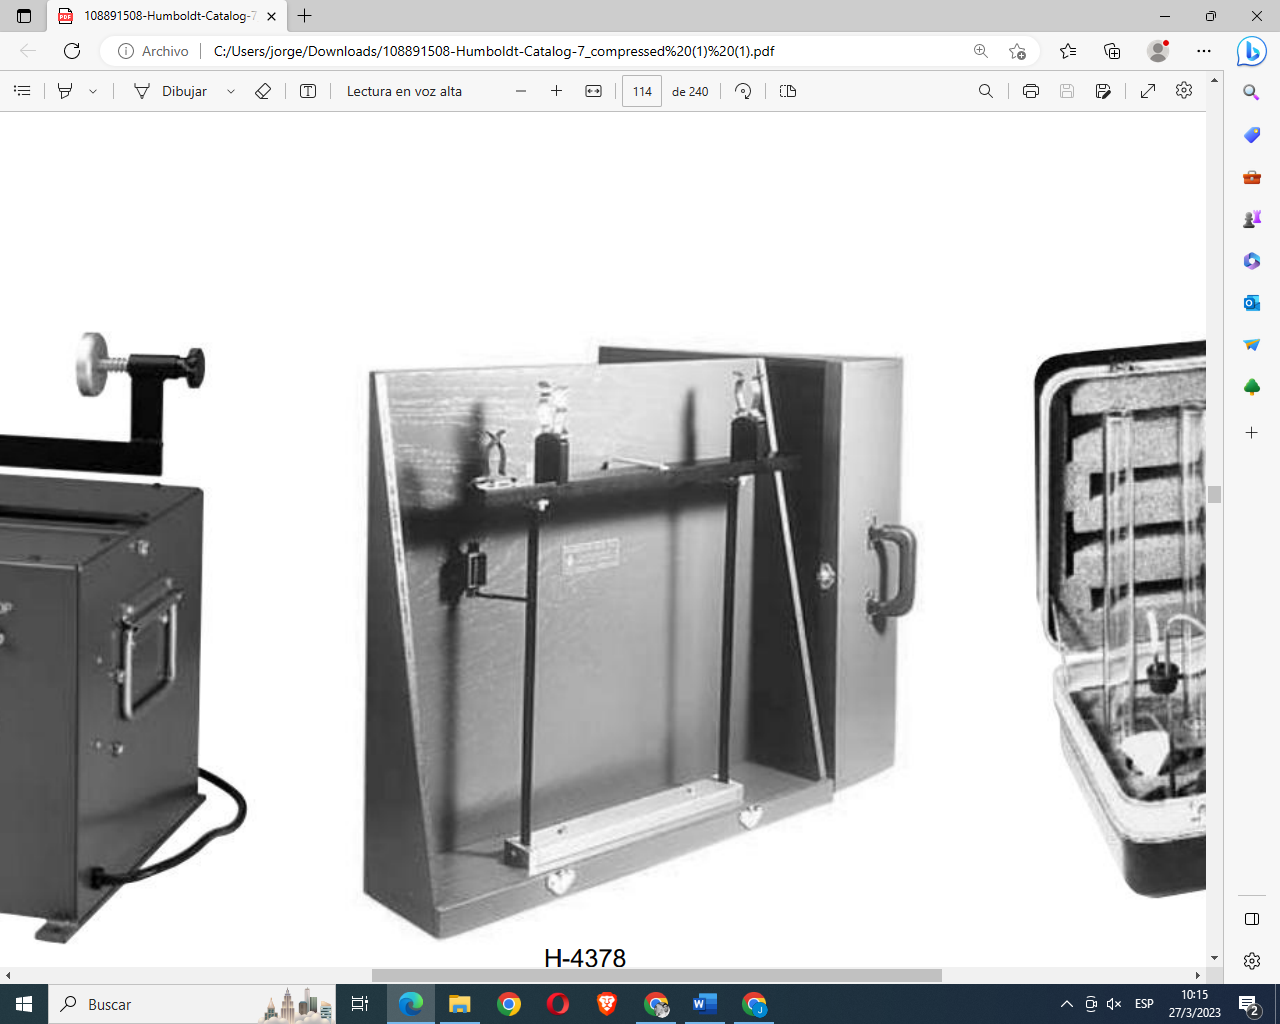 108891508-Humboldt-Catalog-7
Archivo
C:/Users/jorge/Downloads/108891508-Humboldt-Catalog-7_compressed%20(1)%20(1).pdf
Dibujar
Lectura en voz alta
114
de 240
H-4378
Buscar
ESP
10:15
27/3/2023
2